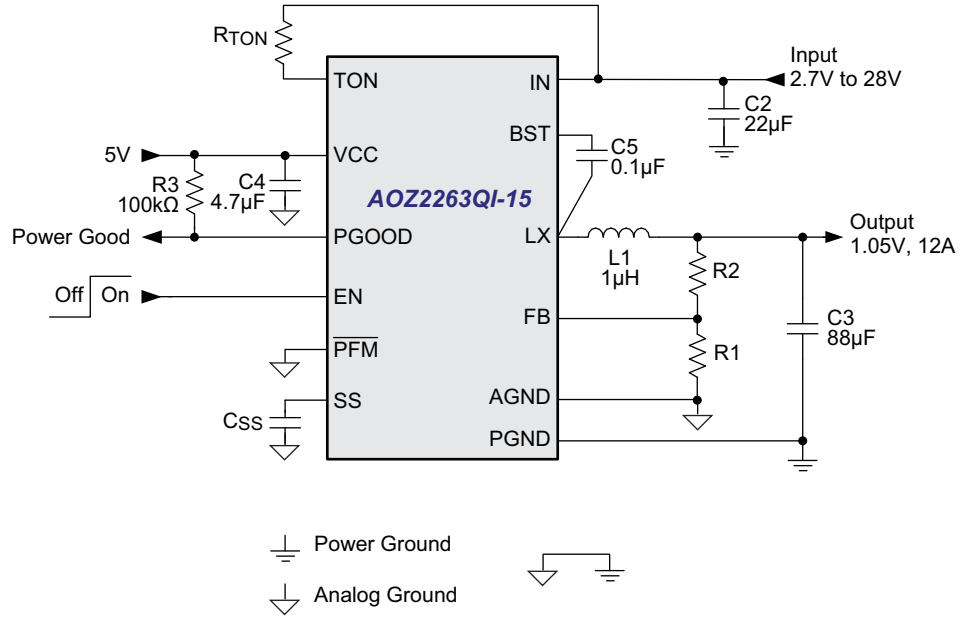 RTON
TON
IN
Input
2.7V to 28V
C2
22µF
BST
C5
0.1µF
5V
VCC
R3
100kΩ
C4
4.7µF
AOZ2263QI-15
Power Good
PGOOD
LX
L1
1µH
Output
1.05V, 12A
R2
Off On
EN
FB
C3
88µF
PFM
R1
SS
CSS
AGND
PGND
Power Ground
Analog Ground